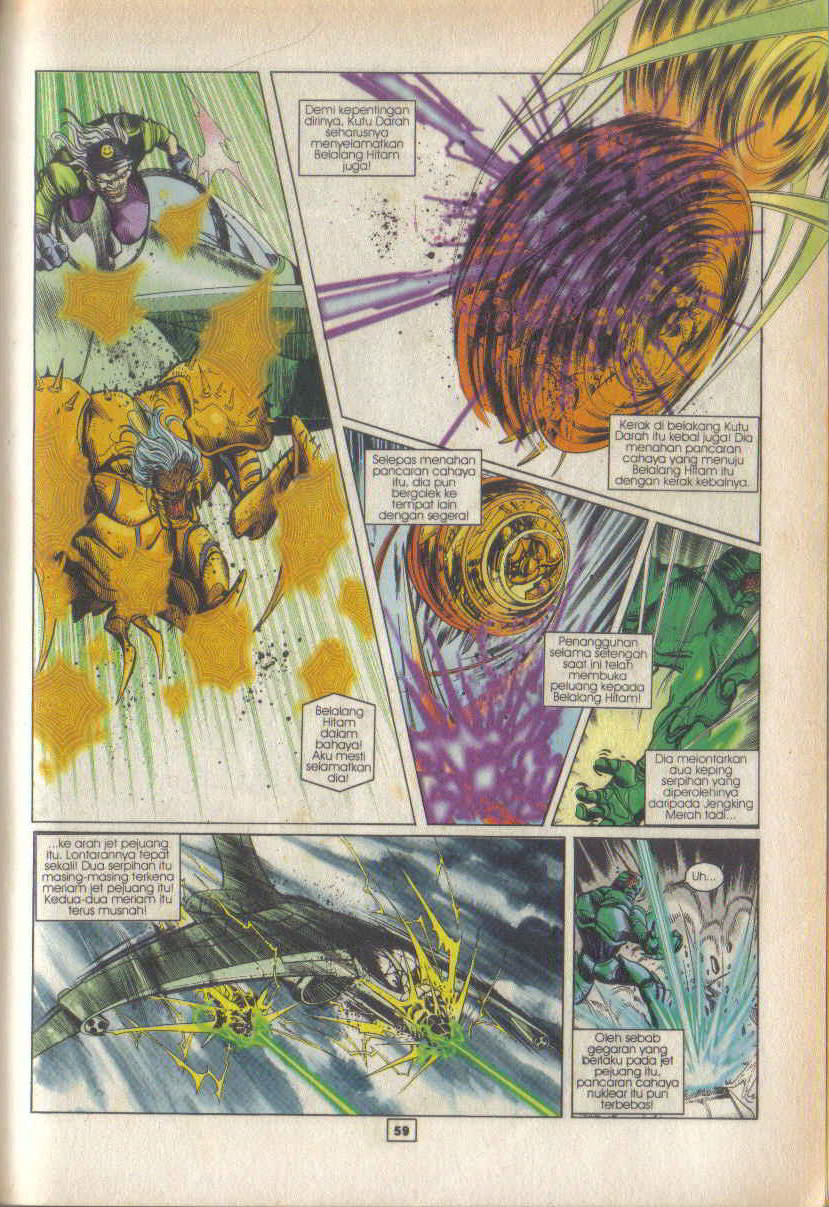 Demi kepentingan
dirinya, Kutu Darah
seharusnya
menyelamatkan
Belalang Hitam
juga!
Kerak di belakang Kutu
Darah itu kebal juga! Dia
menahan pancaran
cahaya yang menuju
Belalang Hitam itu
dengan kerak kebalnya.
Selepas menahan
pancaran cahaya
itu, dia pun
bergolek ke
tempat lain
dengan segera!
Belalang
Hitam
dalam
bahaya!
Aku mesti
selamatkan
dia!
Penangguhan
selama setengah
saat ini telah
membuka
peluang kepada
Belalang Hitam!
Dia melontarkan
dua keping
serpihan yang
diperolehinya
daripada Jengking
Merah tadi...
...ke arah jet pejuang
itu. Lontarannya tepat
sekali! Dua serpihan itu
masing-masing terkena
meriam jet pejuang itu!
Kedua-dua meriam itu
terus musnah!
Uh...
Oleh sebab
gegaran yang
berlaku pada jet
pejuang itu,
pancaran cahaya
nuklear itu pun
terbebas!
59